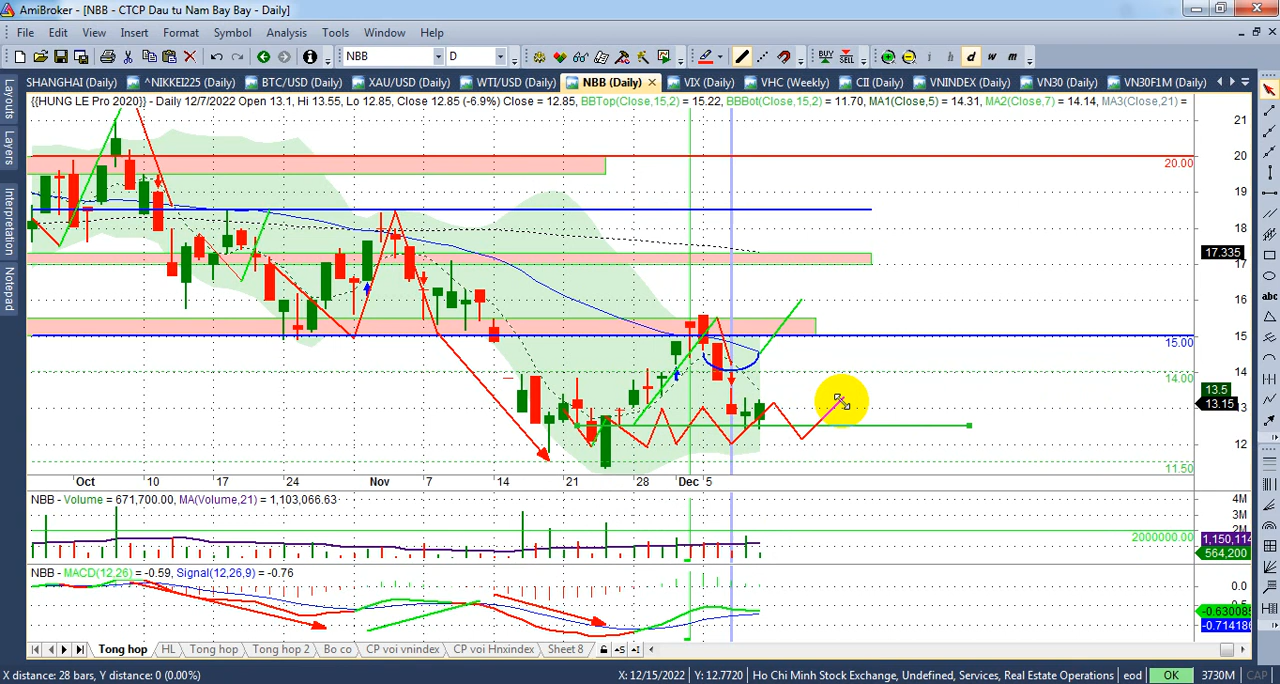 AmiBroker - [NBB - CTCP Dau tu Nam Bay Bay - Daily]
File Edit View Insert Format Symbol Analysis Tools Window Help
NBB D BUY SELL i h d w m
SHANGHAI (Daily) ^NIKKEI225 (Daily) BTC/USD (Daily) XAU/USD (Daily) WTI/USD (Daily) NBB (Daily) VIX (Daily) VHC (Weekly) CII (Daily) VNINDEX (Daily) VN30 (Daily) VN30F1M (Daily)
Layouts
Layers
Interpretation
Notepad
{{HUNG LE Pro 2020}} - Daily 12/7/2022 Open 13.1, Hi 13.55, Lo 12.85, Close 12.85 (-6.9%) Close = 12.85, BBTop(Close,15,2) = 15.22, BBBot(Close,15,2) = 11.70, MA1(Close,5) = 14.31, MA2(Close,7) = 14.14, MA3(Close,21) =
21
20
20.00
19
18
17.335
17
16
15
15.00
14
14.00
13.5
13.15
13
12
11.50
abc
Oct 10 17 24 Nov 7 14 21 28 Dec 5
NBB - Volume = 671,700.00, MA(Volume,21) = 1,103,066.63
4M
3M
2M
2000000.00
1,150,114
564,200
NBB - MACD(12,26) = -0.59, Signal(12,26,9) = -0.76
0.0
-0.630085
-0.714186
Tong hop HL Tong hop Tong hop 2 Bo co CP voi vnindex CP voi Hnxindex Sheet 8
X distance: 28 bars, Y distance: 0 (0.00%) X: 12/15/2022 Y: 12.7720 Ho Chi Minh Stock Exchange, Undefined, Services, Real Estate Operations eod OK 3730M CAP